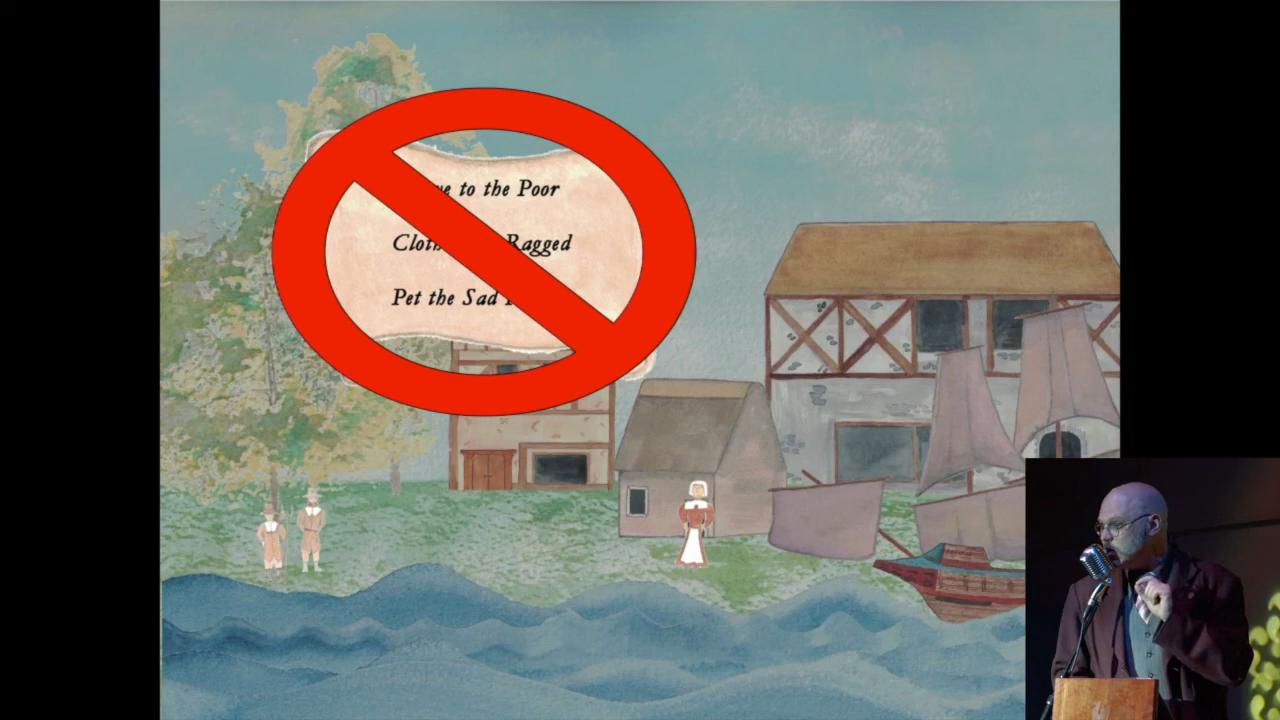 to the Poor
Ragged
Pet the Sad